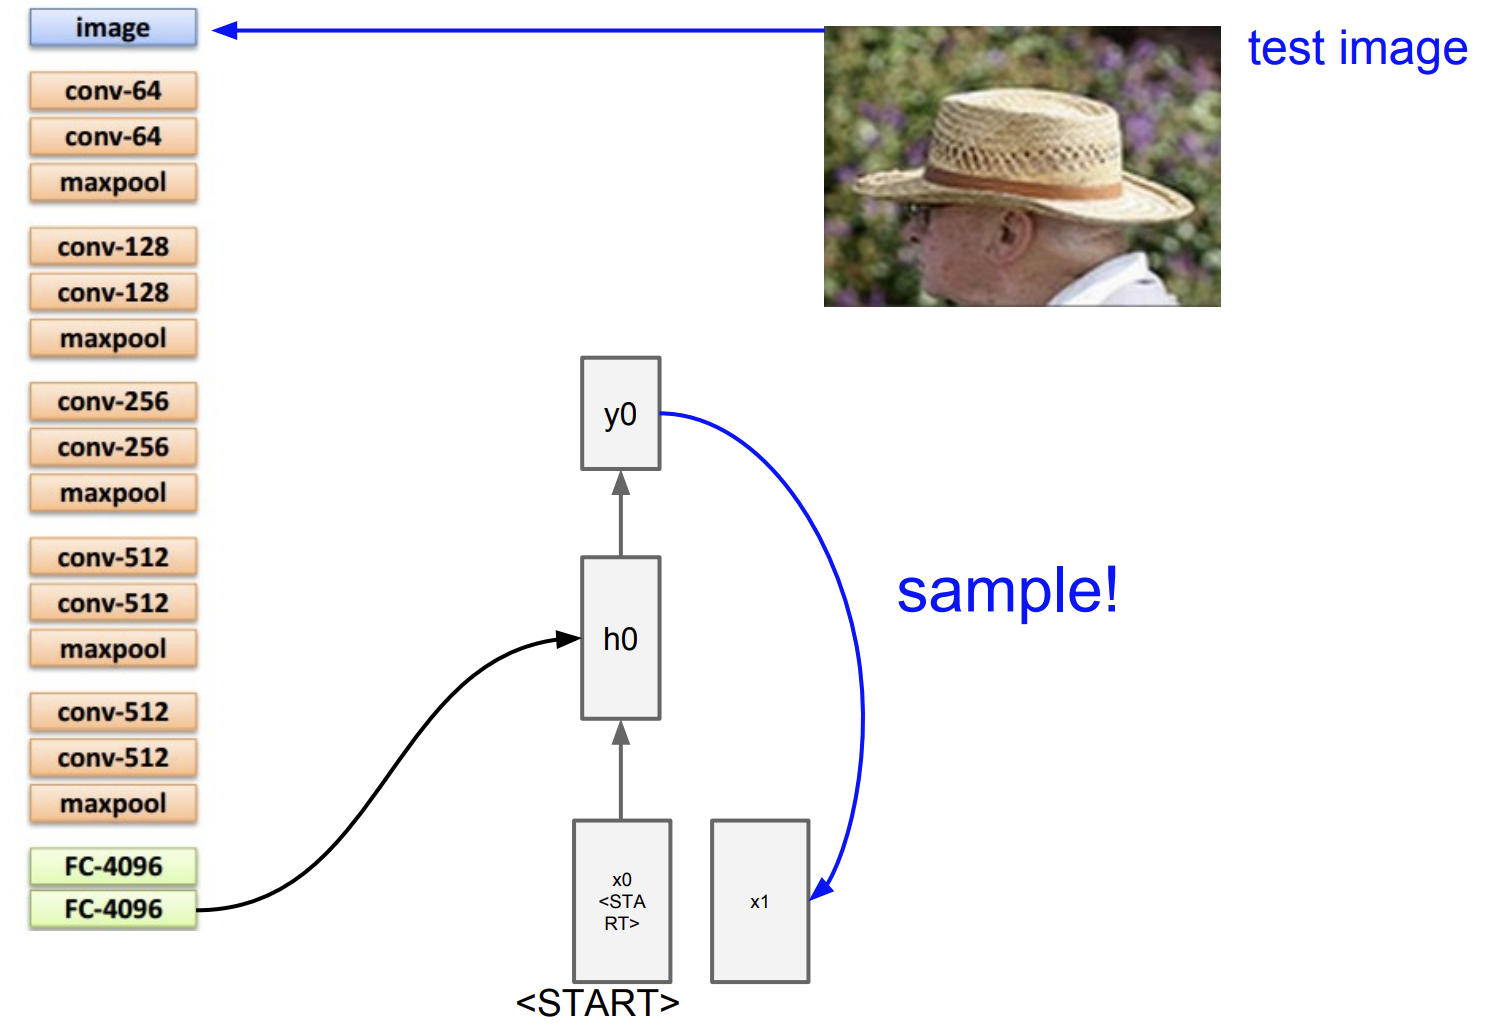 image
test image
conv-64
conv-64
maxpool
conv-128
conv-128
maxpool
conv-256
conv-256
maxpool
conv-512
conv-512
maxpool
conv-512
conv-512
maxpool
FC-4096
FC-4096
y0
h0
sample!
x0
<STA
RT>
x1
<START>